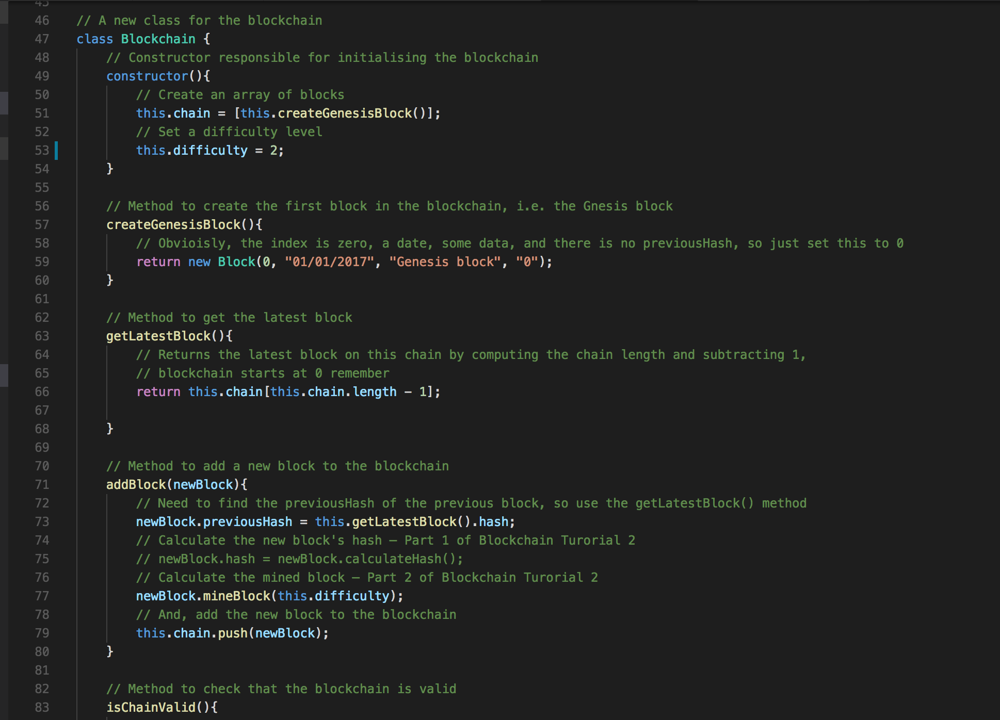 45
46 // A new class for the blockchain
47 class Blockchain {
48 // Constructor responsible for initialising the blockchain
49 constructor(){
50 // Create an array of blocks
51 this.chain = [this.createGenesisBlock()];
52 // Set a difficulty level
53 this.difficulty = 2;
54 }
55
56 // Method to create the first block in the blockchain, i.e. the Gnesis block
57 createGenesisBlock(){
58 // Obvioisly, the index is zero, a date, some data, and there is no previousHash, so just set this to 0
59 return new Block(0, "01/01/2017", "Genesis block", "0");
60 }
61
62 // Method to get the latest block
63 getLatestBlock(){
64 // Returns the latest block on this chain by computing the chain length and subtracting 1,
65 // blockchain starts at 0 remember
66 return this.chain[this.chain.length - 1];
67
68 }
69
70 // Method to add a new block to the blockchain
71 addBlock(newBlock){
72 // Need to find the previousHash of the previous block, so use the getLatestBlock() method
73 newBlock.previousHash = this.getLatestBlock().hash;
74 // Calculate the new block's hash – Part 1 of Blockchain Turorial 2
75 // newBlock.hash = newBlock.calculateHash();
76 // Calculate the mined block – Part 2 of Blockchain Turorial 2
77 newBlock.mineBlock(this.difficulty);
78 // And, add the new block to the blockchain
79 this.chain.push(newBlock);
80 }
81
82 // Method to check that the blockchain is valid
83 isChainValid(){